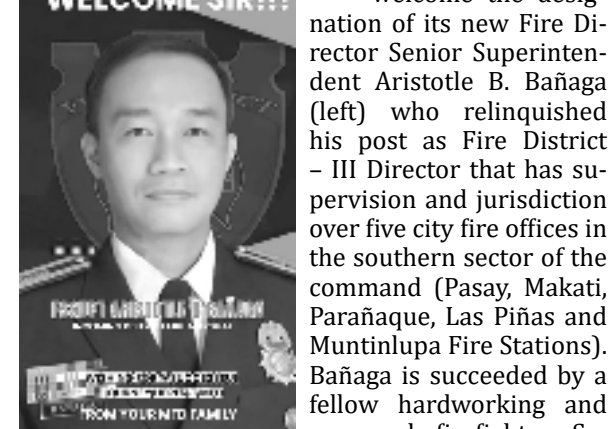 WELCOME SIR!!!
FROM YOUR MFD FAMILY
welcome the desig-
nation of its new Fire Di-
rector Senior Superinten-
dent Aristotle B. Bañaga
(left) who relinquished
his post as Fire District
– III Director that has su-
pervision and jurisdiction
over five city fire offices in
the southern sector of the
command (Pasay, Makati,
Parañaque, Las Piñas and
Muntinlupa Fire Stations).
Bañaga is succeeded by a
fellow hardworking and